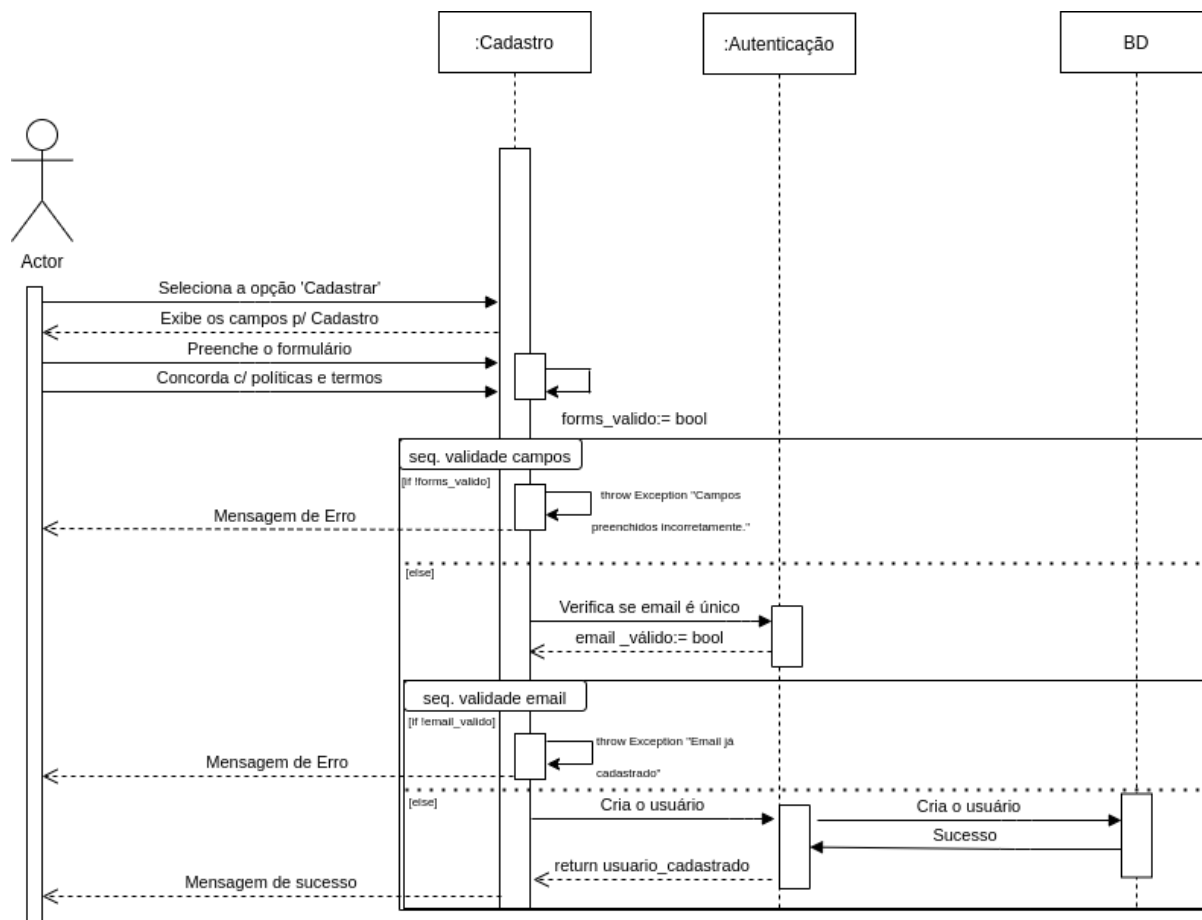 :Cadastro
:Autenticação
BD
Actor
Seleciona a opção 'Cadastrar'
Exibe os campos p/ Cadastro
Preenche o formulário
Concorda c/ políticas e termos
forms_valido:= bool
seq. validade campos
[if !forms_valido]
throw Exception "Campos
preenchidos incorretamente."
Mensagem de Erro
[else]
Verifica se email é único
email _válido:= bool
seq. validade email
[if !email_valido]
throw Exception "Email já
cadastrado"
Mensagem de Erro
[else]
Cria o usuário
Cria o usuário
Sucesso
return usuario_cadastrado
Mensagem de sucesso